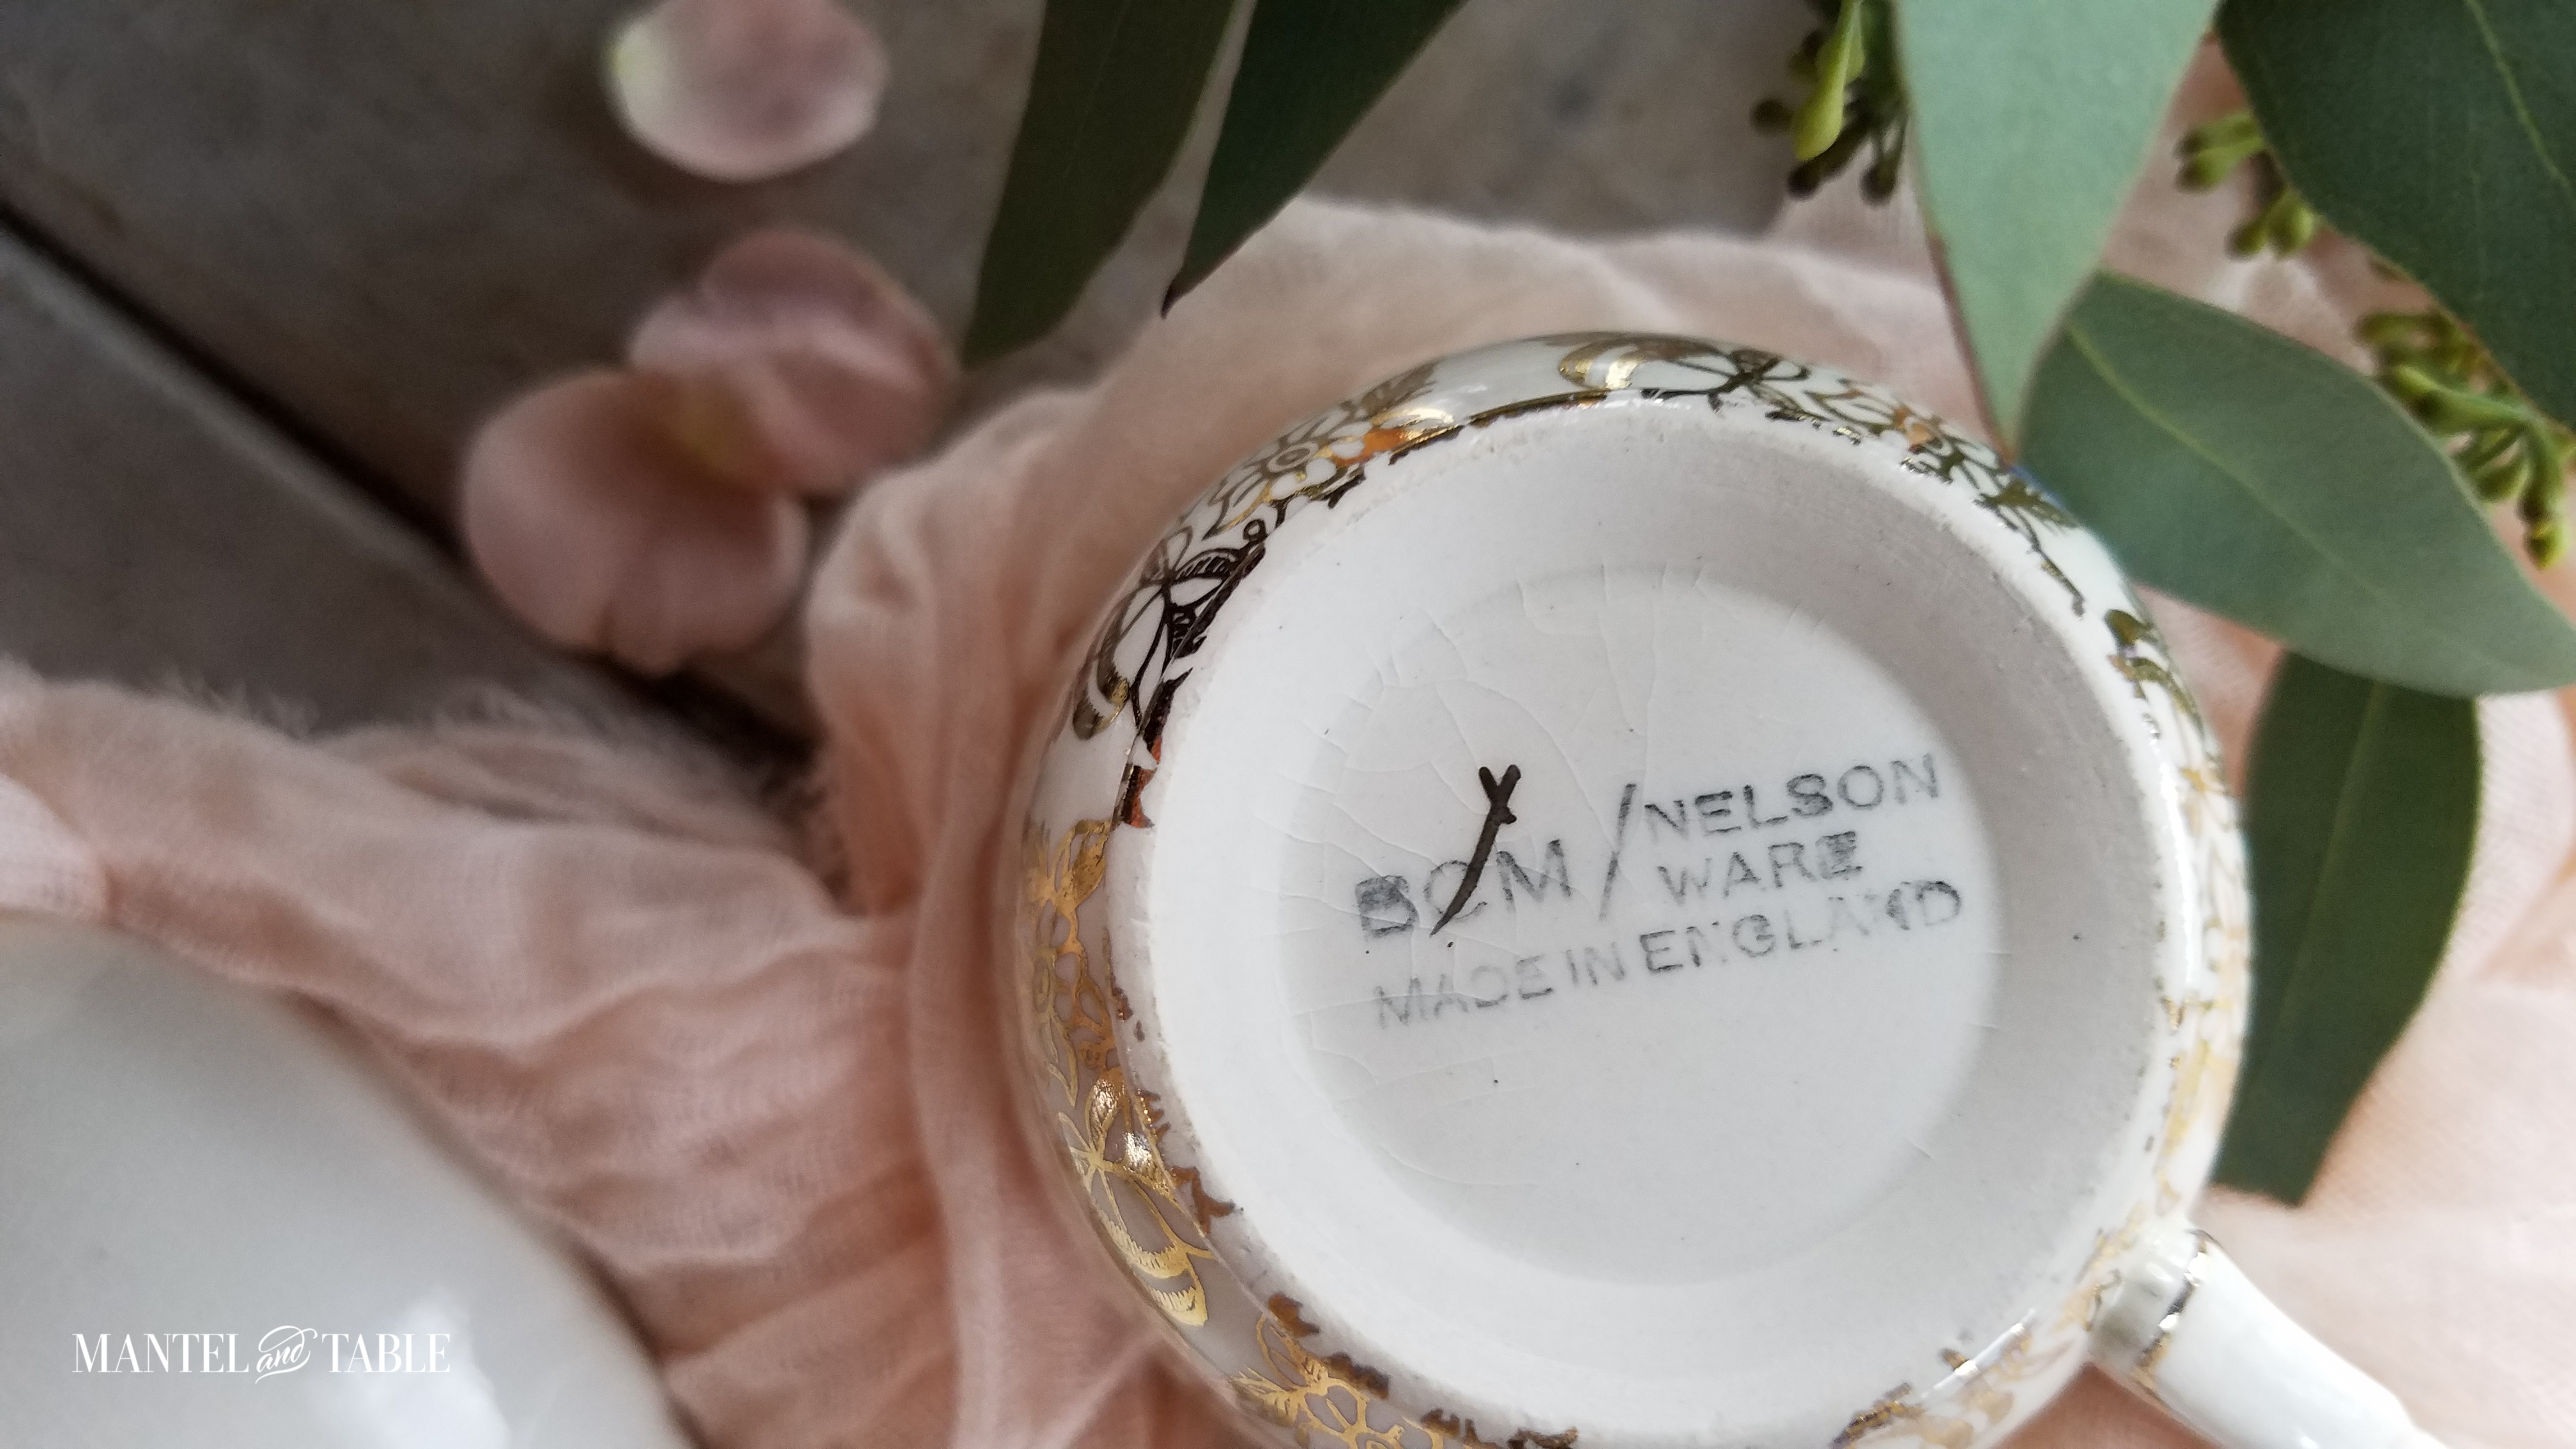 BCM / NELSON
WARE
MADE IN ENGLAND
MANTEL and TABLE